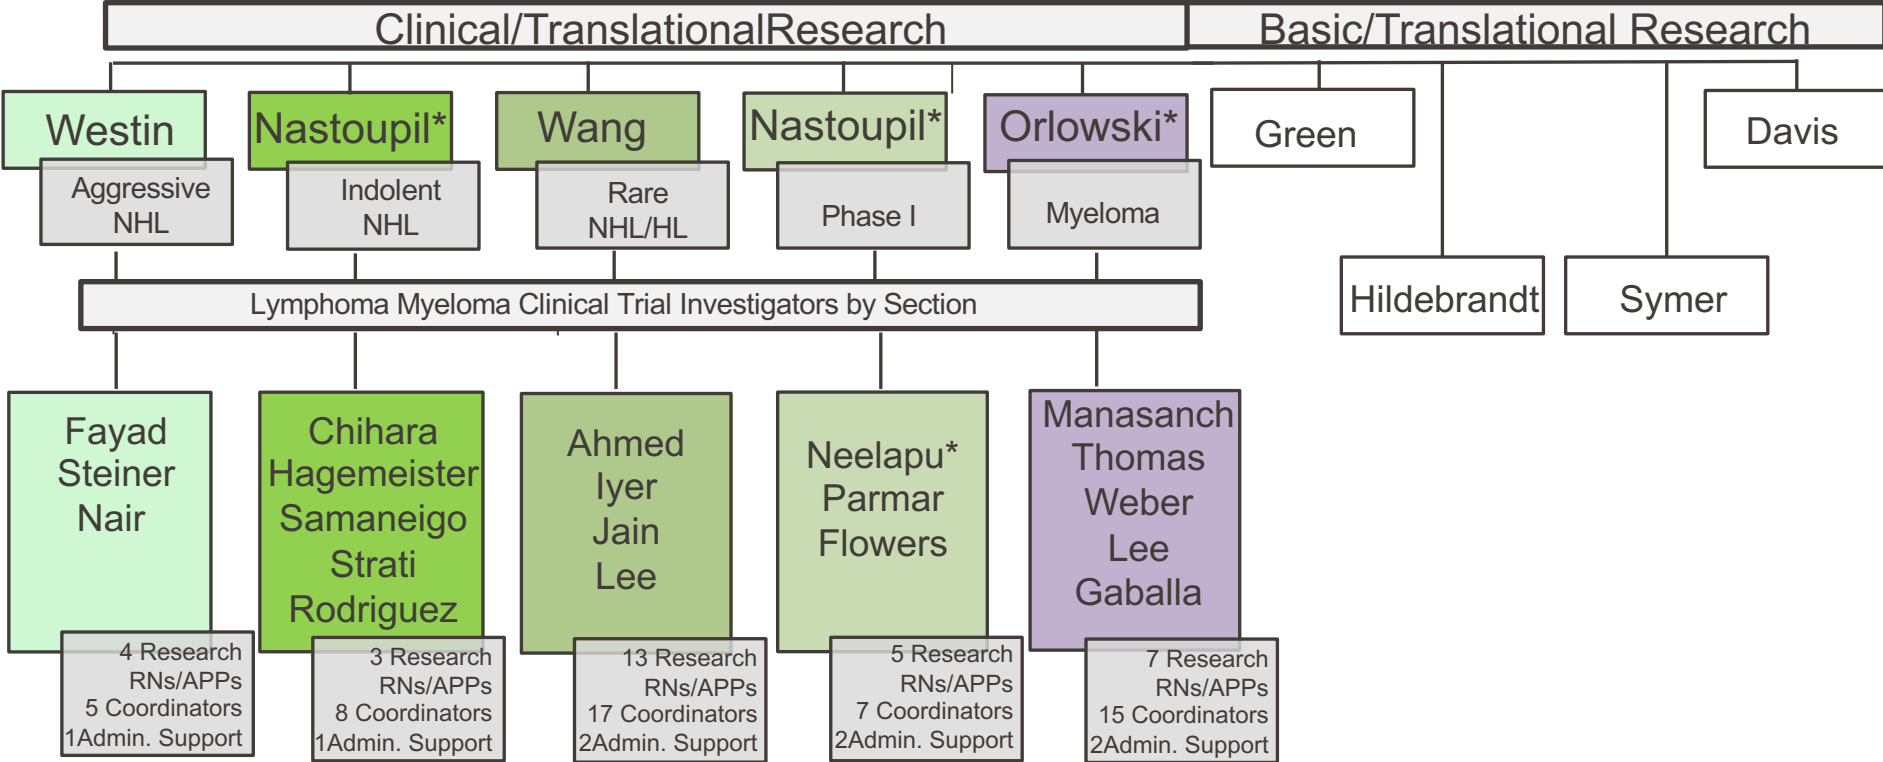 Clinical/TranslationalResearch
Basic/Translational Research
Westin
Nastoupil*
Wang
Nastoupil*
Orlowski*
Green
Davis
Aggressive
NHL
Indolent
NHL
Rare
NHL/HL
Phase I
Myeloma
Hildebrandt
Symer
Lymphoma Myeloma Clinical Trial Investigators by Section
Fayad
Steiner
Nair
Chihara
Hagemeister
Samaneigo
Strati
Rodriguez
Ahmed
Iyer
Jain
Lee
Neelapu*
Parmar
Flowers
Manasanch
Thomas
Weber
Lee
Gaballa
4 Research
RNs/APPs
5 Coordinators
1Admin. Support
3 Research
RNs/APPs
8 Coordinators
1Admin. Support
13 Research
RNs/APPs
17 Coordinators
2Admin. Support
5 Research
RNs/APPs
7 Coordinators
2Admin. Support
7 Research
RNs/APPs
15 Coordinators
2Admin. Support